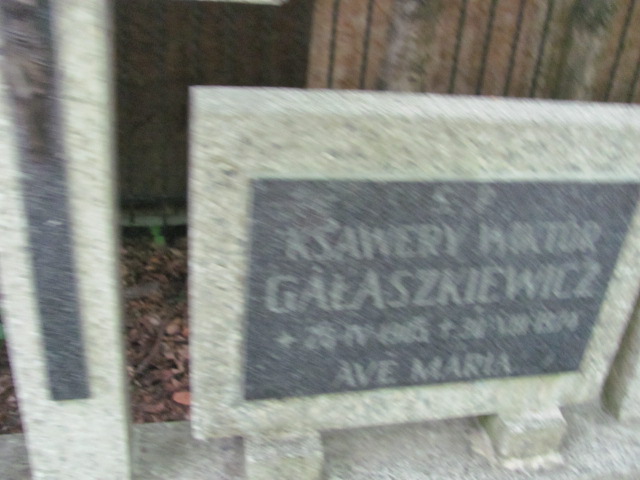 Ś. P.
KSAWERY WIKTOR
GAŁASZKIEWICZ
AVE MARIA